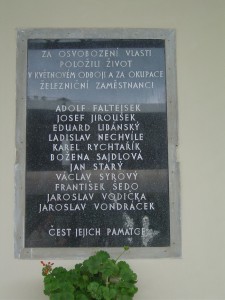 ZA OSVOBOZENÍ VLASTI
POLOŽILI ŽIVOT
V KVĚTNOVÉM ODBOJI A ZA OKUPACE
ŽELEZNIČNÍ ZAMĚSTNANCI
ADOLF FALTEJSEK
JOSEF JIROUŠEK
EDUARD LIBÁNSKÝ
LADISLAV NECHVÍLE
KAREL RYCHTAŘÍK
BOŽENA SAJDLOVÁ
JAN STARÝ
VÁCLAV SYROVÝ
FRANTIŠEK ŠEDO
JAROSLAV VODIČKA
JAROSLAV VONDRÁČEK
ČEST JEJICH PAMÁTCE